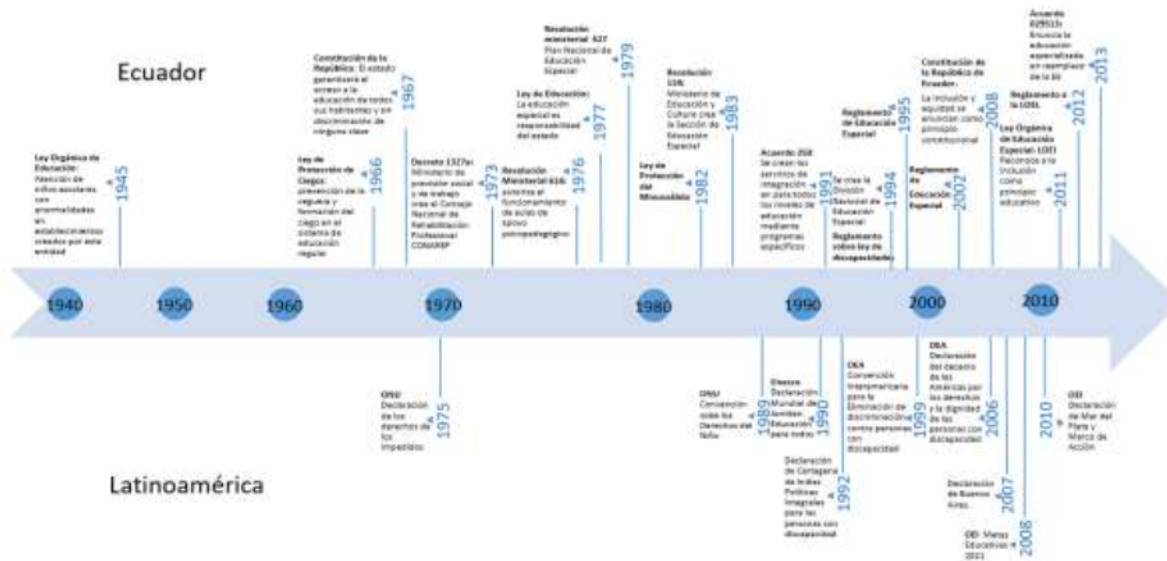 Ecuador
Ley Orgánica de
Educación:
Atención de
niños escolares
con
anormalidades
en
establecimientos
creados por esta
entidad
1945
Constitución de la
República: El estado
garantizará el
acceso a la
educación de todos
sus habitantes y sin
discriminación de
ninguna clase
1967
Ley de
Protección de
Ciegos:
prevención de la
ceguera y
formación del
ciego en el
sistema de
educación
regular
1966
Ministerio de
previsión social
y de trabajo
crea el Consejo
Nacional de
Rehabilitación
Profesional
CONAREP
1973
Resolución
ministerial 627
Plan Nacional de
Educación
Especial
1979
Ley de Educación:
La educación
especial es
responsabilidad
del estado
1977
Resolución
Ministerial
el
funcionamiento
de aulas de
apoyo
psicopedagógico
1976
Resolución
Ministerio de
Educación y
Cultura crea
la Sección de
Educación
Especial
1983
Ley de
Protección
del
Minusválido
1982
Acuerdo
Se crean los
servicios de
integración
en para todos
los niveles de
educación
mediante
programas
específicos
1991
Se crea la
División
Nacional de
Educación
Especial
Reglamento
sobre ley de
discapacidades
1994
Reglamento
de Educación
Especial
1995
Reglamento
de
Educación
Especial
2002
Constitución de
la República de
Ecuador.
La inclusión y
equidad se
enuncian como
principio
constitucional
2008
Ley Orgánica
de Educación
Especial- LOEI
Reconoce a la
Inclusión
como
principio
educativo
2011
Reglamento a
la LOEI.
2012
Acuerdo
Enuncia la
educación
especializada
en reemplazo
de la EE
2013
1940
1950
1960
1970
1980
1990
2000
2010
ONU
Declaración
de los
derechos de
los
impedidos
1975
ONU
Convención
sobre los
Derechos del
Niño
1989
Unesco
Declaración
Mundial de
Jomtien
Educación
para todos
1990
Declaración
de Cartagena
de Indias
Políticas
Integrales
para las
personas con
discapacidad
1992
OEA
Convención
Interamericana
para la
Eliminación de
discriminación
contra personas
con
discapacidad
1999
OEA
Declaración
del decenio de las
Américas por
los derechos
y la dignidad
de las
personas con
discapacidad
2006
Declaración
de Buenos
Aires.
2007
OEI Metas
Educativas
2021
2008
2010
OEI
Declaración
de Mar del
Plata y
Marco de
Acción
Latinoamérica